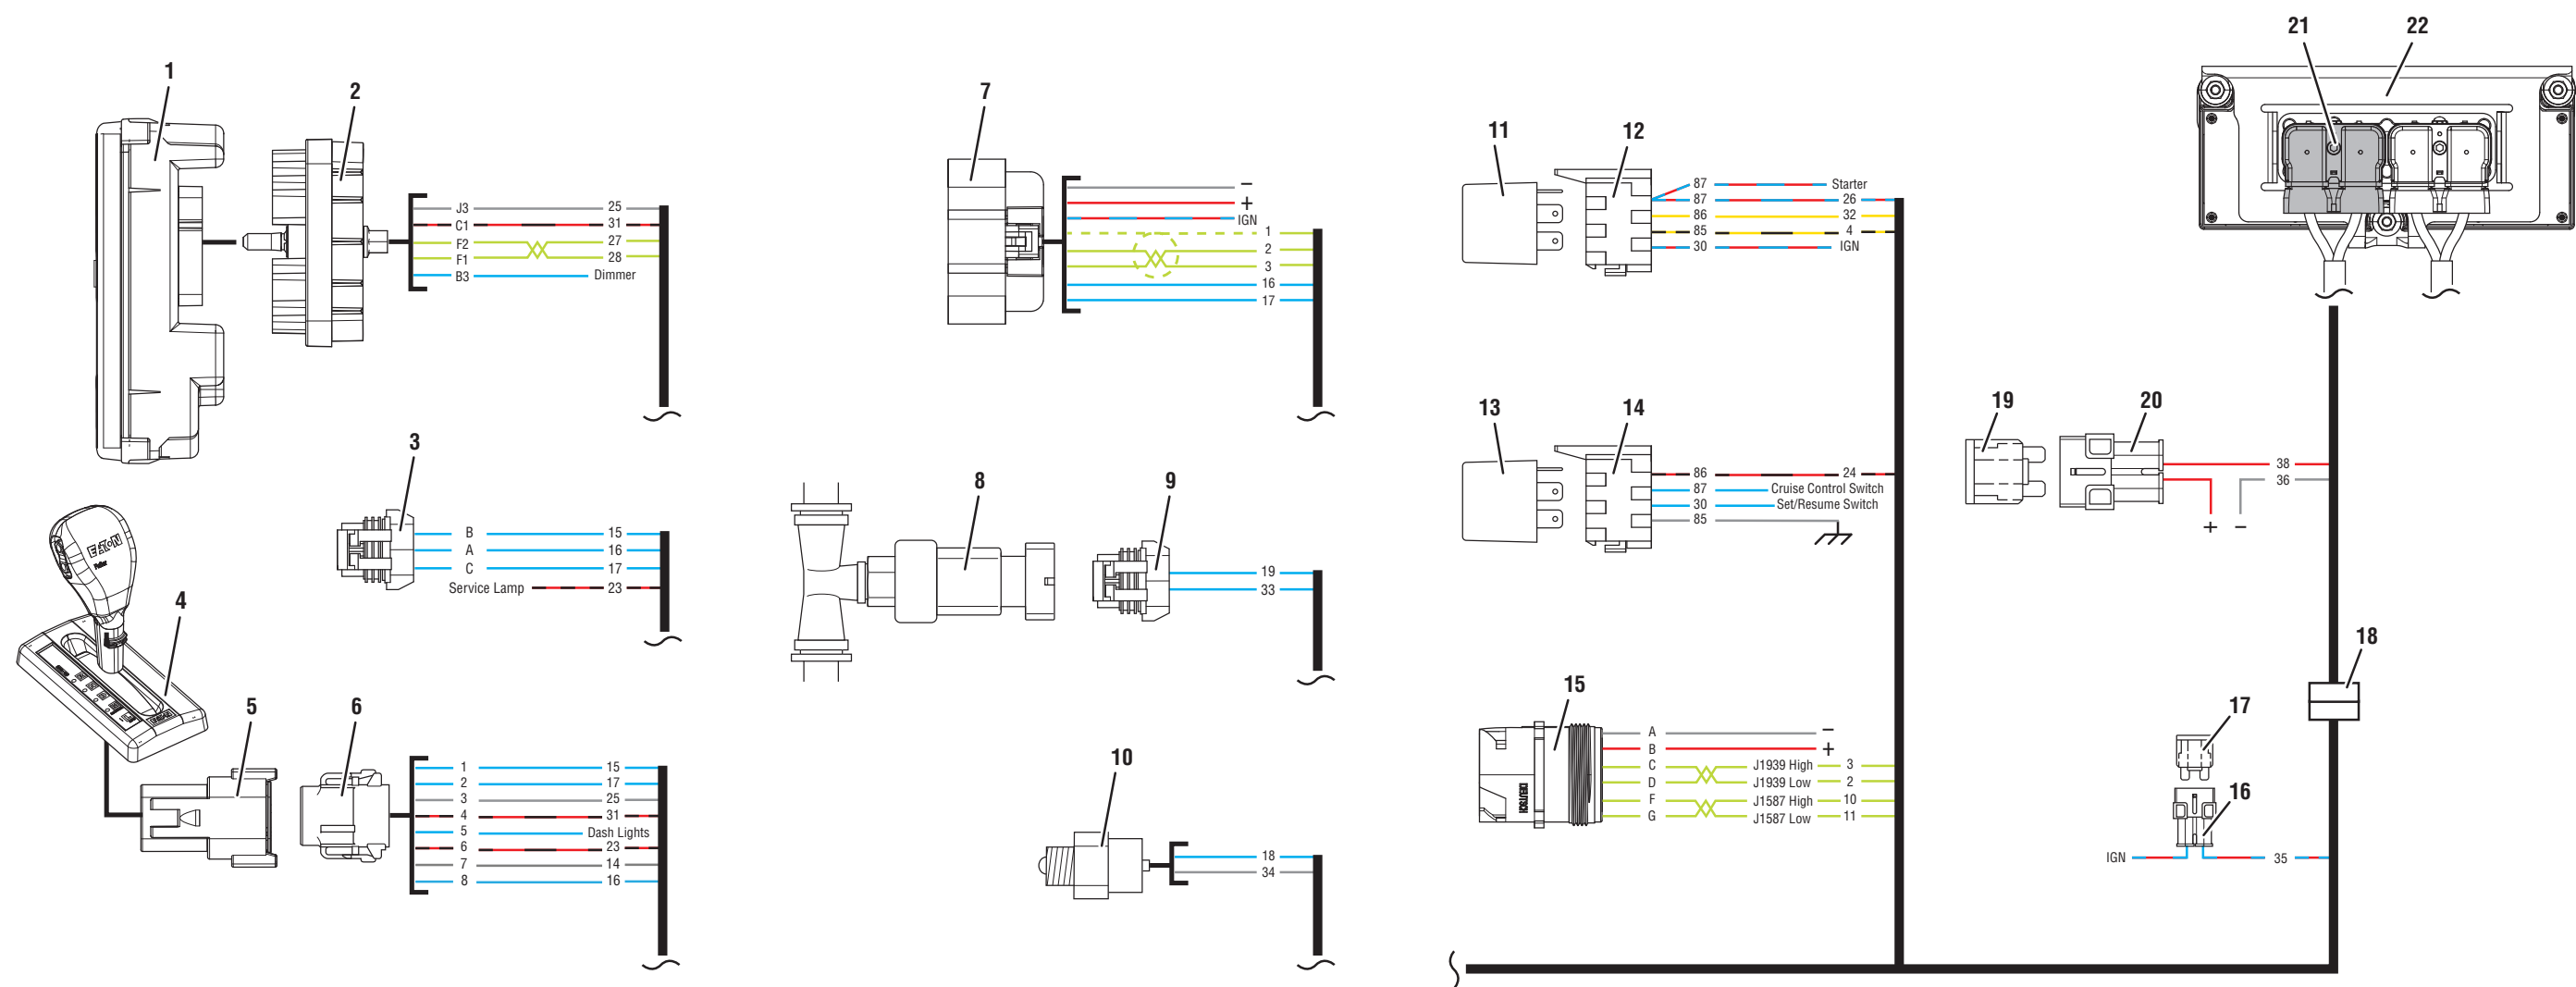 1
2
J3 25
C1 31
F2 27
F1 28
B3 Dimmer
3
B 15
A 16
C 17
Service Lamp 23
EATON
Fuller
4
EATON
5
6
1 15
2 17
3 25
4 31
5 Dash Lights
6 23
7 14
8 16
7
−
+
IGN
1
2
3
16
17
8
9
19
33
10
18
34
11
12
87 Starter
87 26
86 32
85 4
30 IGN
13
14
86 24
87 Cruise Control Switch
30 Set/Resume Switch
85
15
DEUTSCH
A −
B +
C J1939 High 3
D J1939 Low 2
F J1587 High 10
G J1587 Low 11
21
22
19
20
38
36
+ −
18
17
16
IGN 35